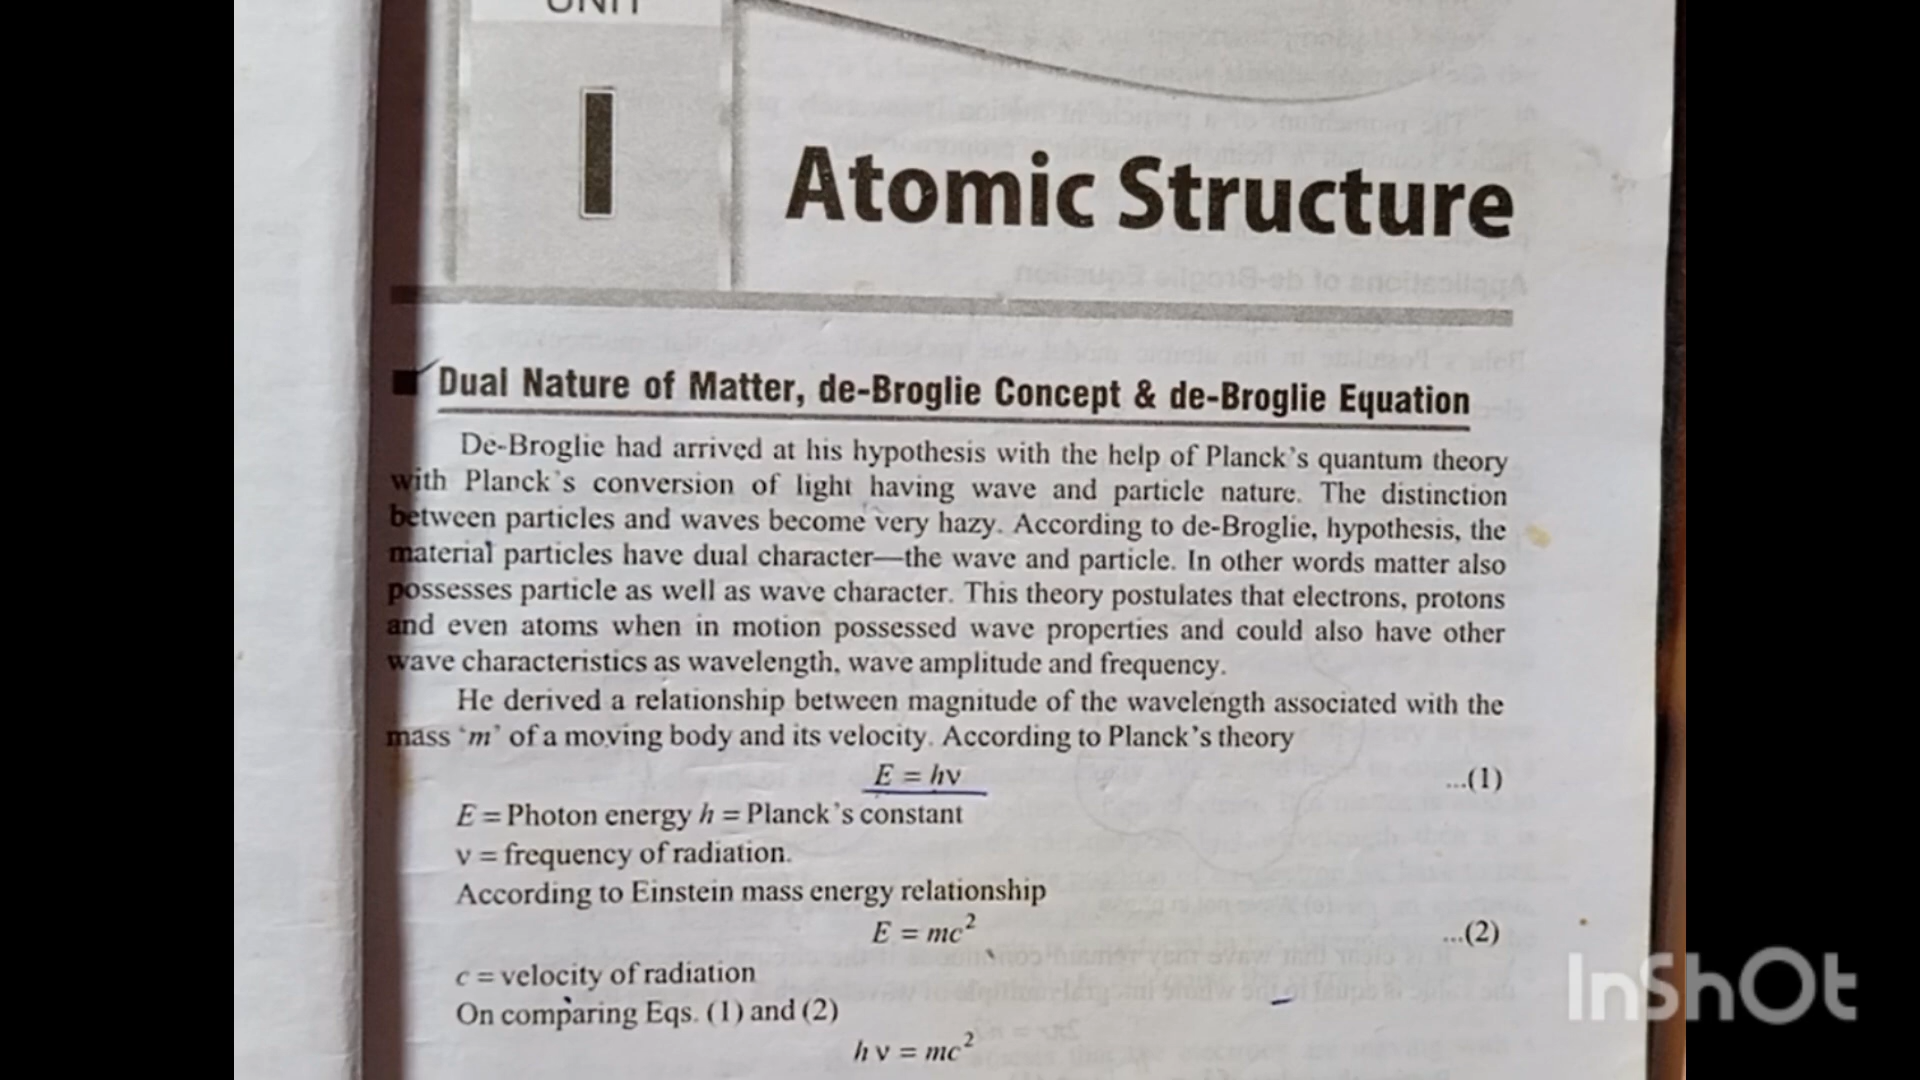 UNIT
I
Atomic Structure
Dual Nature of Matter, de-Broglie Concept & de-Broglie Equation
De-Broglie had arrived at his hypothesis with the help of Planck's quantum theory
with Planck's conversion of light having wave and particle nature. The distinction
between particles and waves become very hazy. According to de-Broglie, hypothesis, the
material particles have dual character—the wave and particle. In other words matter also
possesses particle as well as wave character. This theory postulates that electrons, protons
and even atoms when in motion possessed wave properties and could also have other
wave characteristics as wavelength, wave amplitude and frequency.
He derived a relationship between magnitude of the wavelength associated with the
mass 'm' of a moving body and its velocity. According to Planck's theory
E = hν ...(1)
E = Photon energy h = Planck's constant
ν = frequency of radiation.
According to Einstein mass energy relationship
E = mc² ...(2)
c = velocity of radiation
On comparing Eqs. (1) and (2)
hν = mc²
InShOt